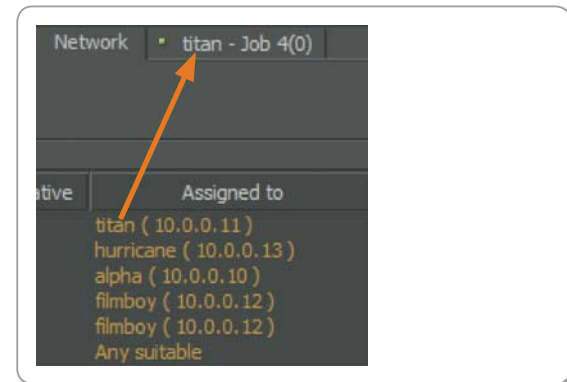 Network
titan - Job 4(0)
ative
Assigned to
titan ( 10.0.0.11 )
hurricane ( 10.0.0.13 )
alpha ( 10.0.0.10 )
filmboy ( 10.0.0.12 )
filmboy ( 10.0.0.12 )
Any suitable